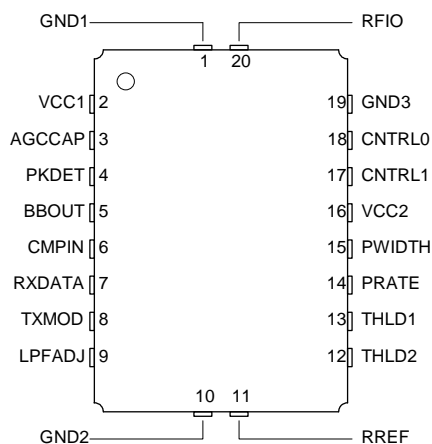 GND1 RFIO
1 20
VCC1 2 19 GND3
AGCCAP 3 18 CNTRL0
PKDET 4 17 CNTRL1
BBOUT 5 16 VCC2
CMPIN 6 15 PWIDTH
RXDATA 7 14 PRATE
TXMOD 8 13 THLD1
LPFADJ 9 12 THLD2
10 11
GND2 RREF